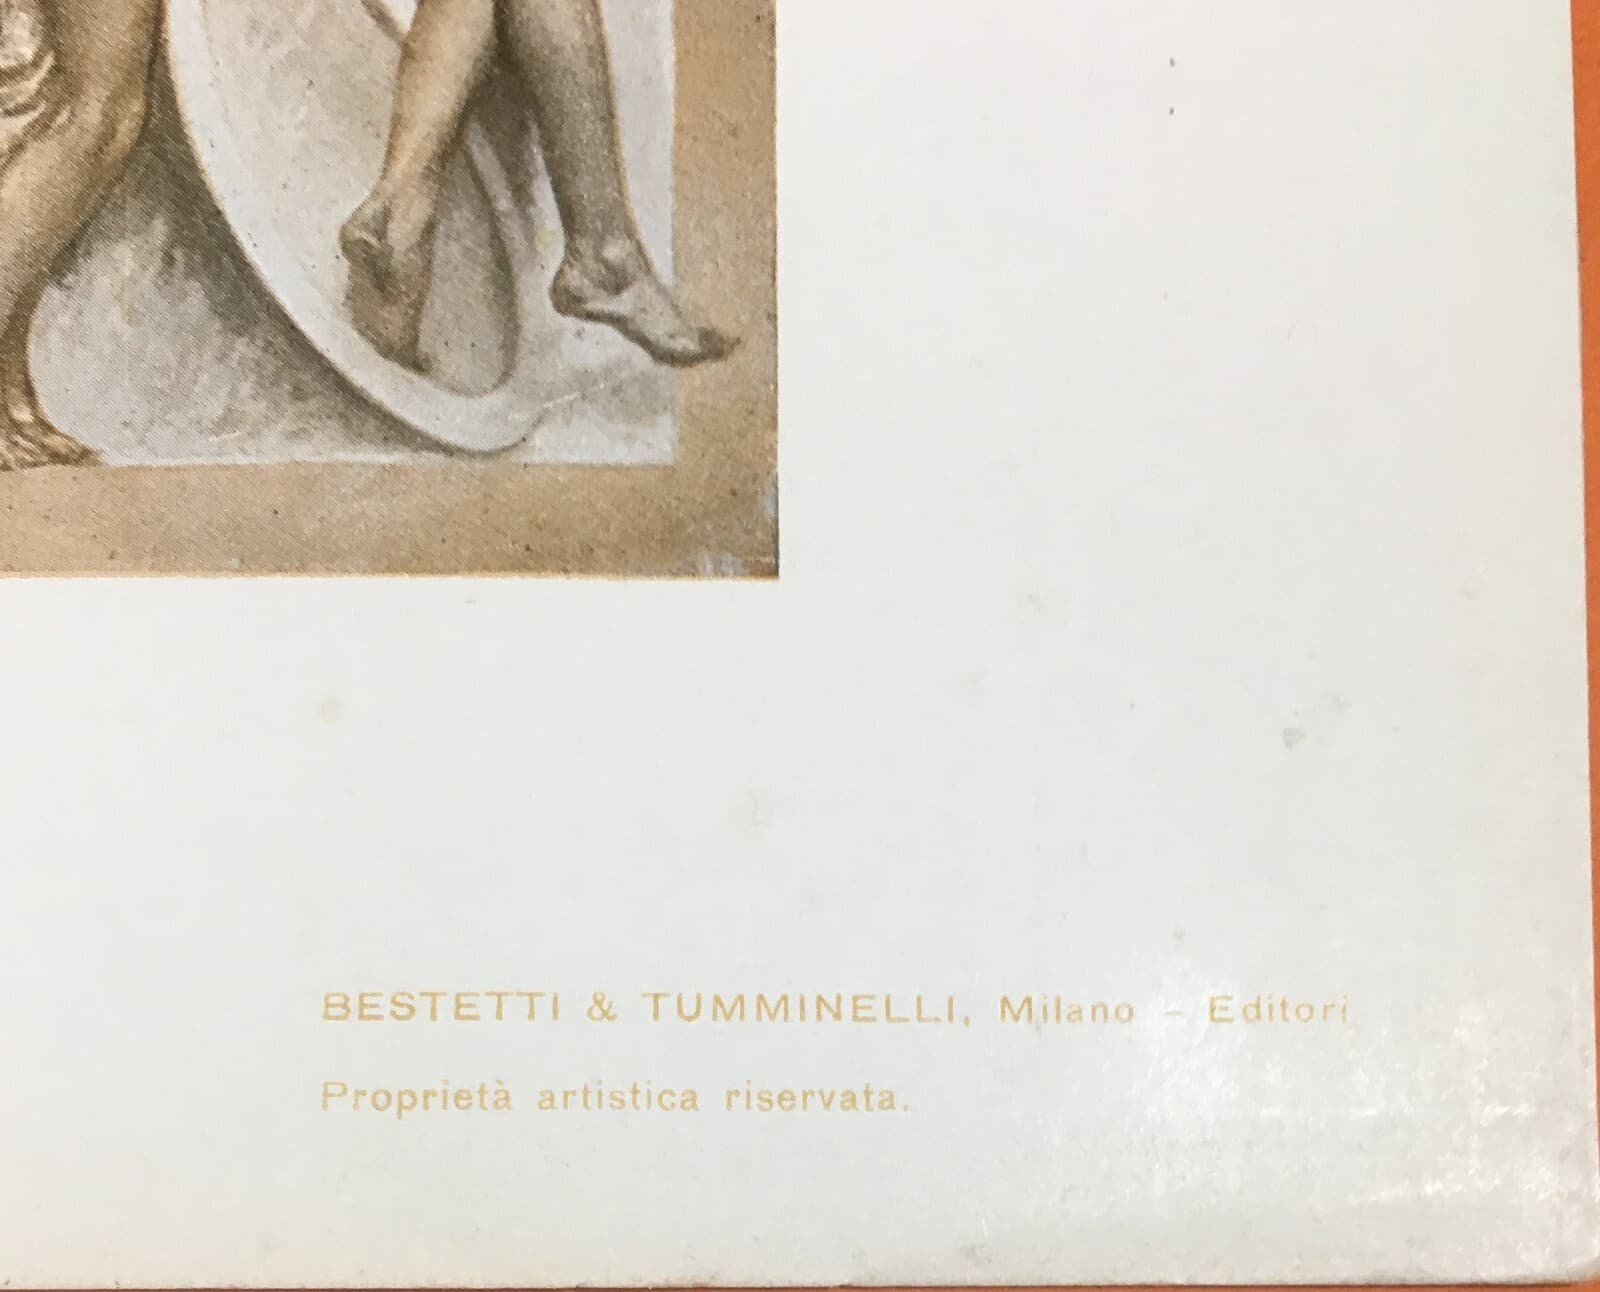 BESTETTI & TUMMINELLI, Milano - Editori
Proprietà artistica riservata.